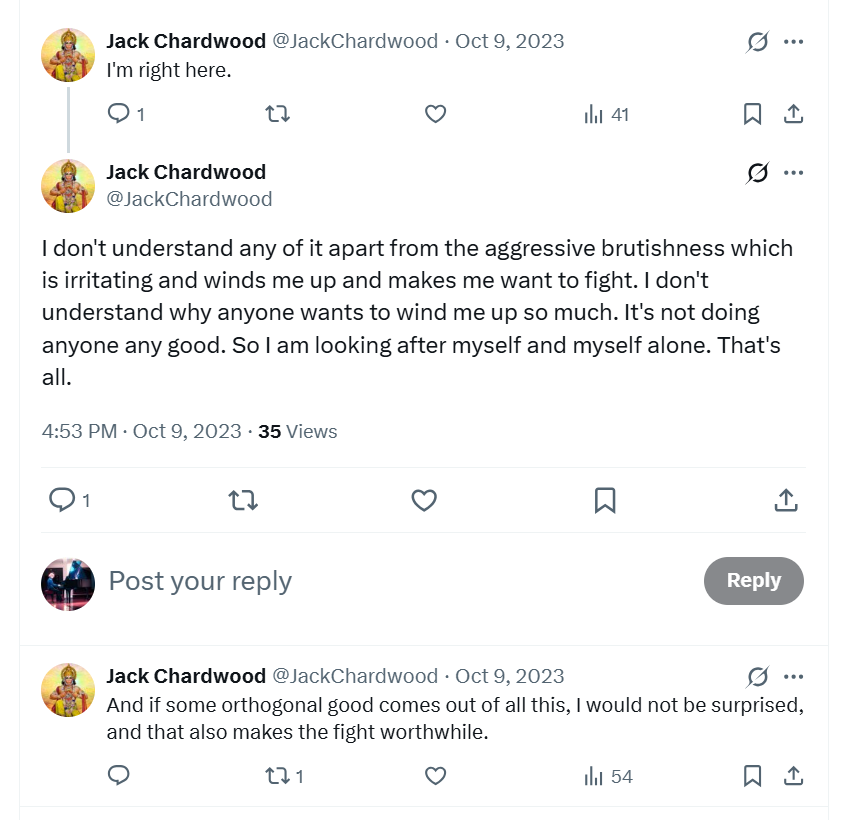 Jack Chardwood @JackChardwood · Oct 9, 2023
I'm right here.
1
41
Jack Chardwood
@JackChardwood
I don't understand any of it apart from the aggressive brutishness which
is irritating and winds me up and makes me want to fight. I don't
understand why anyone wants to wind me up so much. It's not doing
anyone any good. So I am looking after myself and myself alone. That's
all.
4:53 PM · Oct 9, 2023 · 35 Views
1
Post your reply
Reply
Jack Chardwood @JackChardwood · Oct 9, 2023
And if some orthogonal good comes out of all this, I would not be surprised,
and that also makes the fight worthwhile.
1
54